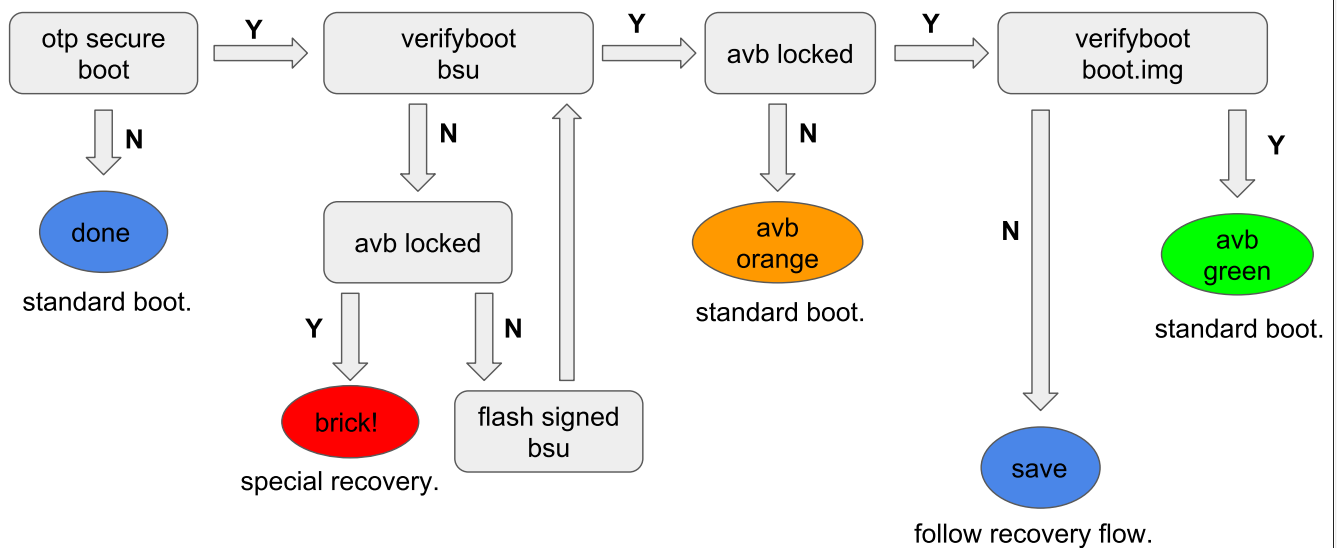 otp secure
boot
Y
verifyboot
bsu
Y
avb locked
Y
verifyboot
boot.img
N
N
N
Y
done
standard boot.
avb locked
avb
orange
standard boot.
N
avb
green
standard boot.
Y
N
brick!
special recovery.
flash signed
bsu
save
follow recovery flow.